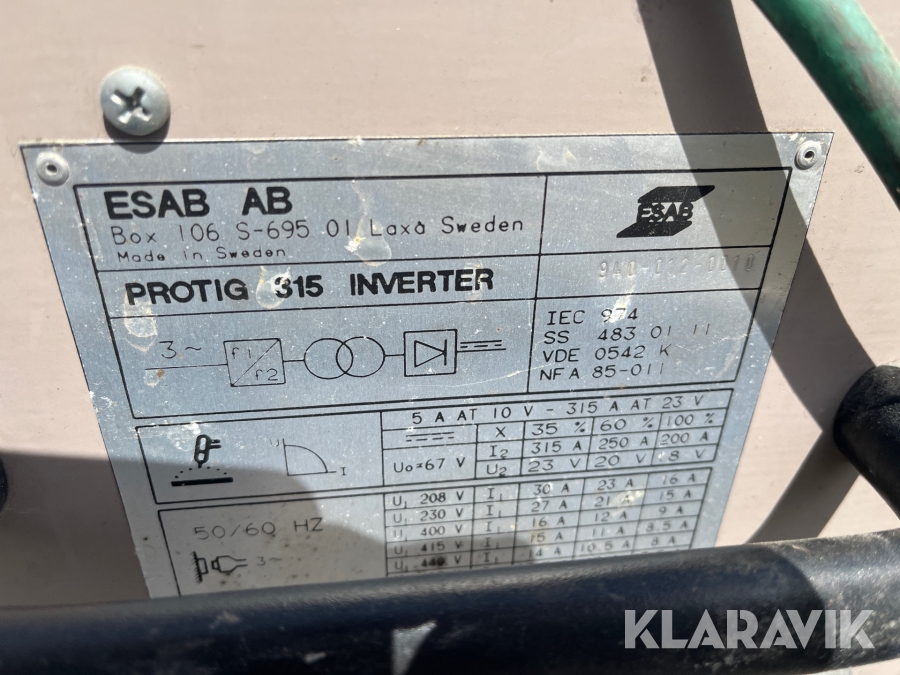 ESAB AB
Box 106 S-695 01 Laxå Sweden
Made in Sweden
ESAB
PROTIG 315 INVERTER
3~
f1
f2
IEC 974
SS 483 01 11
VDE 0542 K
NFA 85-011
5 A AT 10 V - 315 A AT 23 V
X 35 % 60 % 100 %
I2 315 A 250 A 200 A
U0=67 V U2 23 V 20 V 8 V
U I
50/60 HZ
3~
U1 208 V I1 30 A 23 A 16 A
U1 230 V I1 27 A 21 A 15 A
U1 400 V I1 16 A 12 A 9 A
U1 415 V I1 15 A 11 A 8.5 A
U1 440 V I1 14 A 10.5 A 8 A
KLARAVIK